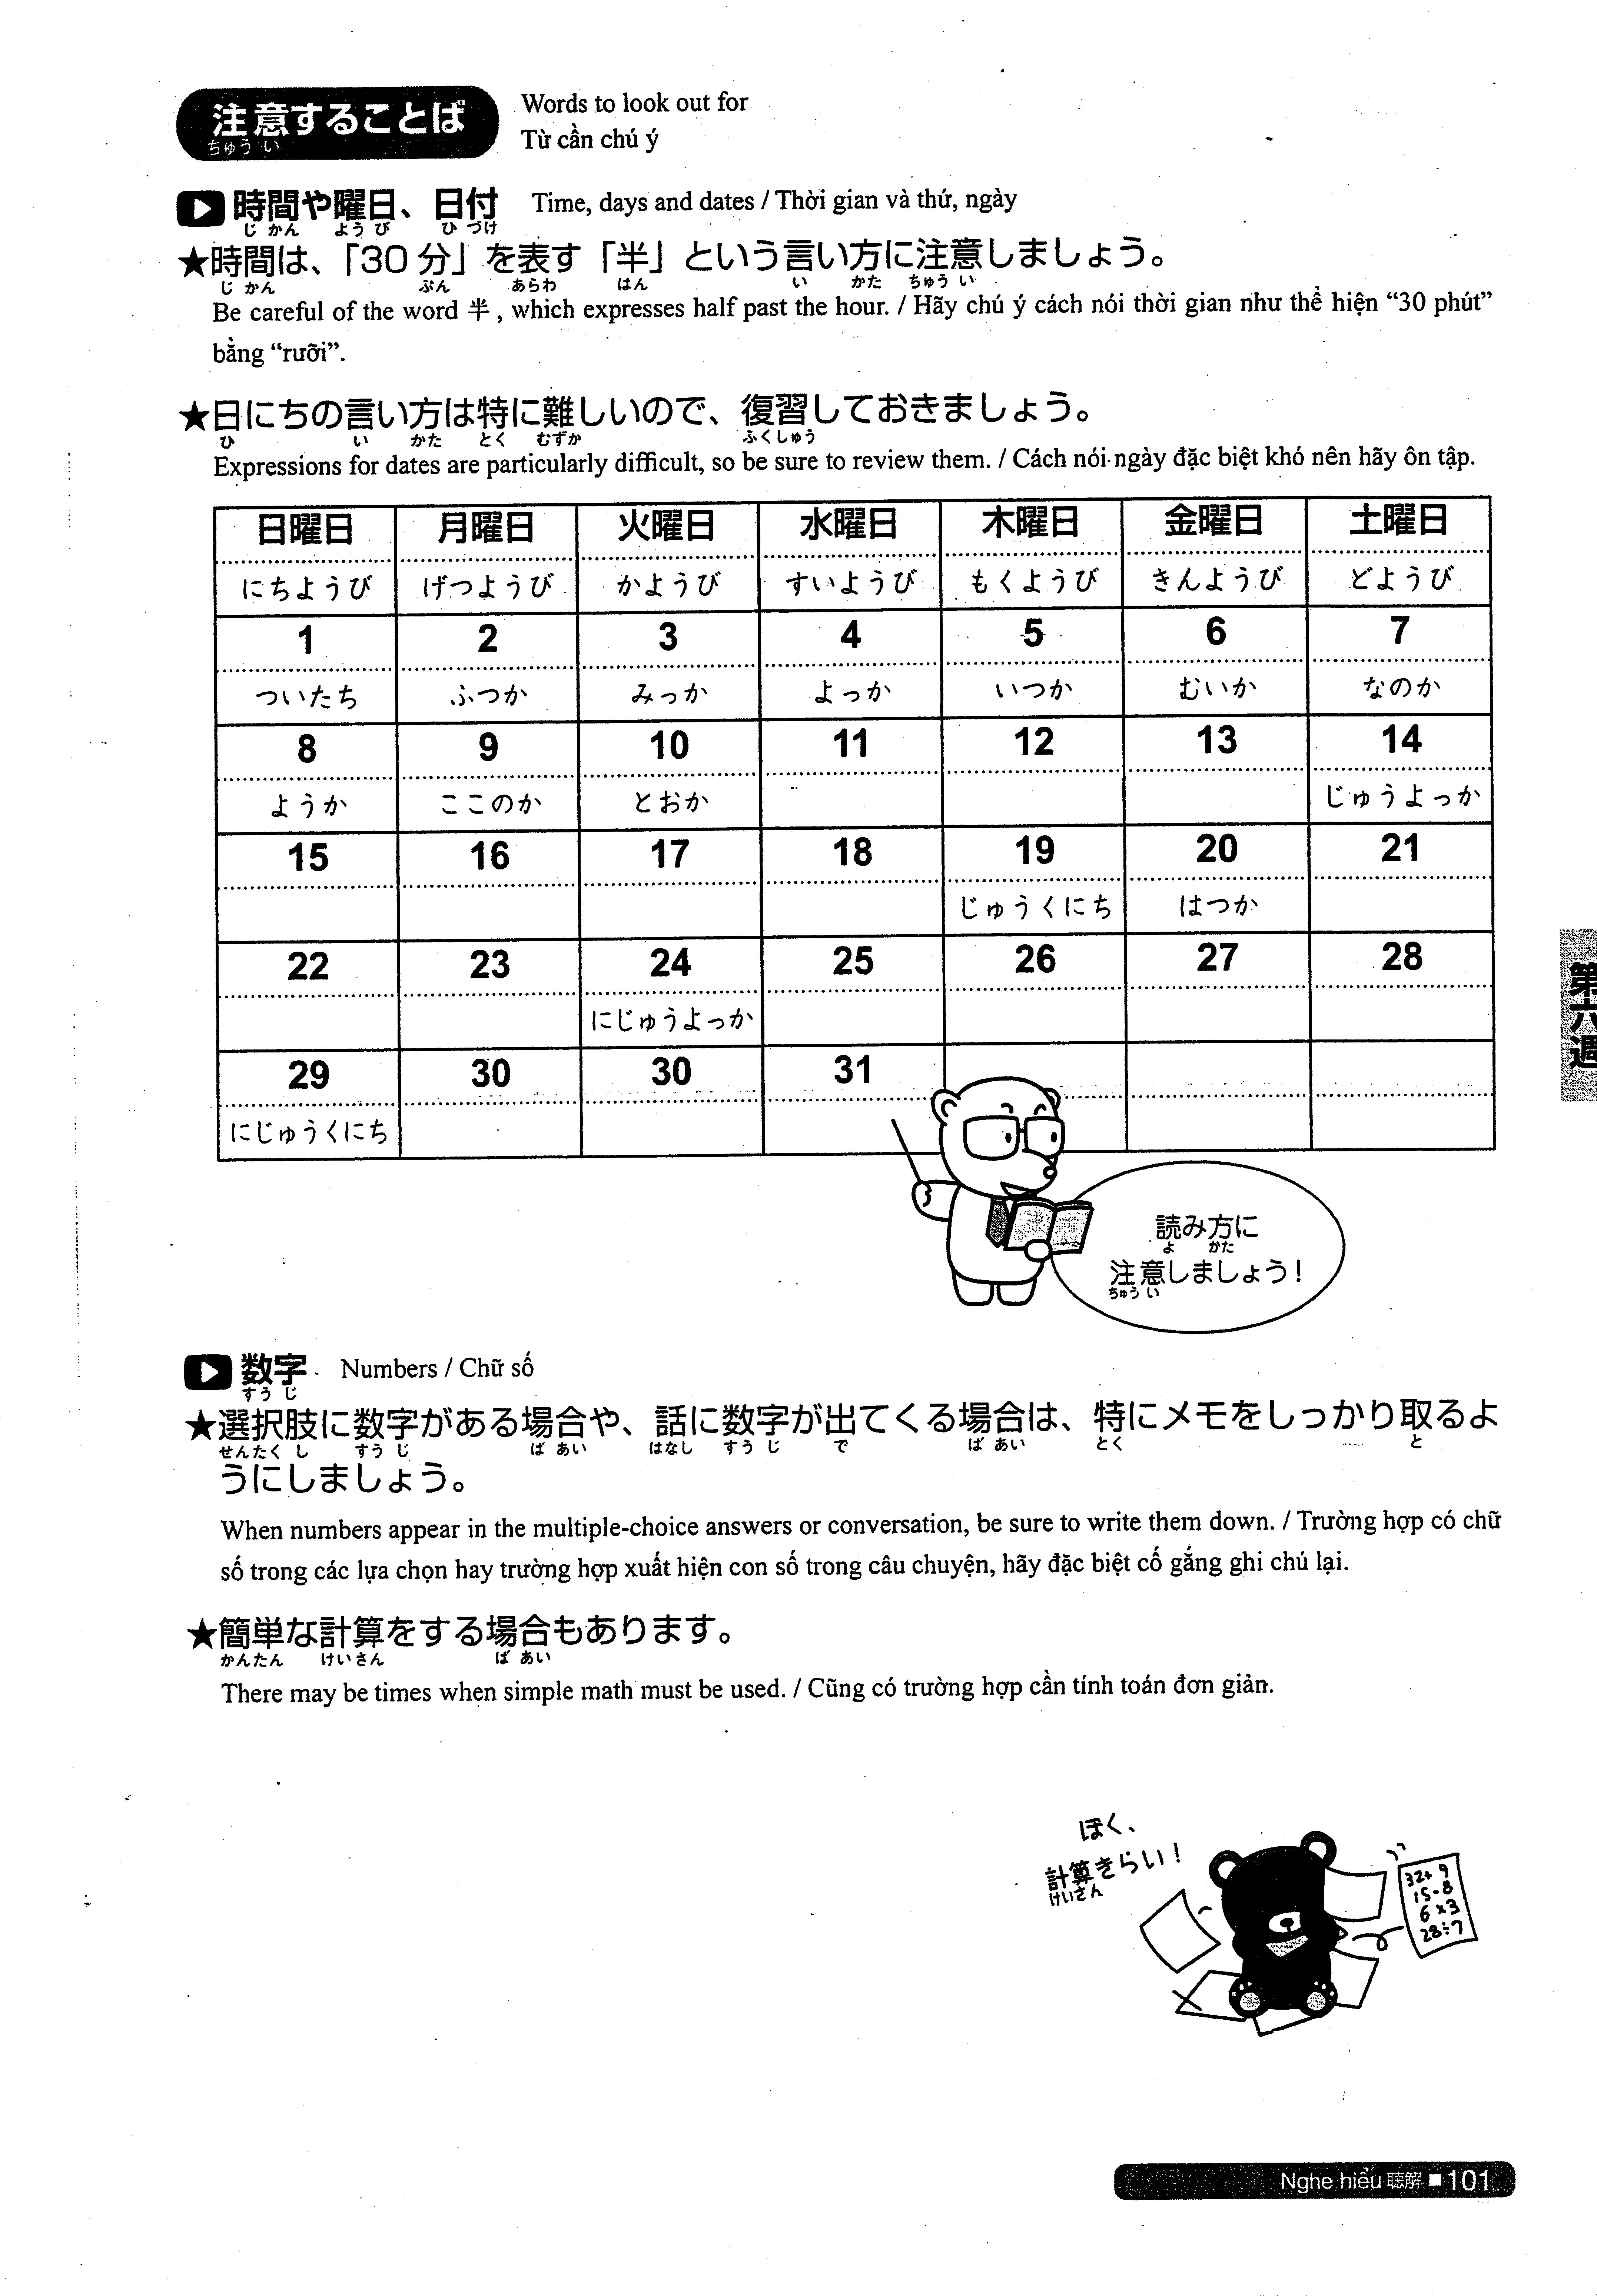 注意することば
ちゅうい
Words to look out for
Từ cần chú ý
時間や曜日、日付 Time, days and dates / Thời gian và thứ, ngày
じかん ようび ひづけ
★時間は、「30分」を表す「半」という言い方に注意しましょう。
じかん ぷん あらわ はん い かた ちゅうい
Be careful of the word 半, which expresses half past the hour. / Hãy chú ý cách nói thời gian như thể hiện “30 phút”
bằng “rưỡi”.
★日にちの言い方は特に難しいので、復習しておきましょう。
ひ い かた とく むずか ふくしゅう
Expressions for dates are particularly difficult, so be sure to review them. / Cách nói ngày đặc biệt khó nên hãy ôn tập.
日曜日 月曜日 火曜日 水曜日 木曜日 金曜日 土曜日
にちようび げつようび かようび すいようび もくようび きんようび どようび
1 2 3 4 5 6 7
ついたち ふつか みっか よっか いつか むいか なのか
8 9 10 11 12 13 14
ようか ここのか とおか じゅうよっか
15 16 17 18 19 20 21
じゅうくにち はつか
22 23 24 25 26 27 28
にじゅうよっか
29 30 30 31
にじゅうくにち
読み方に
よ かた
注意しましょう！
ちゅうい
数字 Numbers / Chữ số
すうじ
★選択肢に数字がある場合や、話に数字が出てくる場合は、特にメモをしっかり取るよ
せんたくし すうじ ばあい はなし すうじ で ばあい とく と
うにしましょう。
When numbers appear in the multiple-choice answers or conversation, be sure to write them down. / Trường hợp có chữ
số trong các lựa chọn hay trường hợp xuất hiện con số trong câu chuyện, hãy đặc biệt cố gắng ghi chú lại.
★簡単な計算をする場合もあります。
かんたん けいさん ばあい
There may be times when simple math must be used. / Cũng có trường hợp cần tính toán đơn giản.
ぼく、
計算きらい！
けいさん
32+9
15-8
6×3
28÷7
第六週
Nghe hiểu 聴解 ■ 101